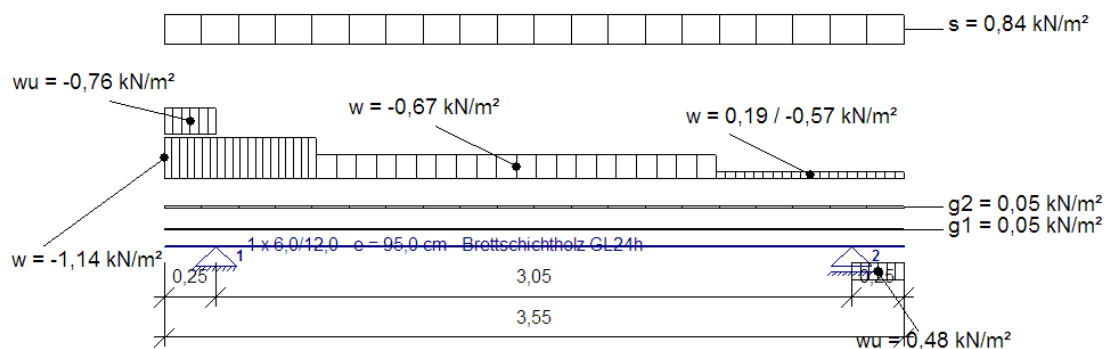 s = 0,84 kN/m²
wu = -0,76 kN/m²
w = -0,67 kN/m²
w = 0,19 / -0,57 kN/m²
g2 = 0,05 kN/m²
g1 = 0,05 kN/m²
1 x 6,0/12,0 e = 95,0 cm Brettschichtholz GL24h
w = -1,14 kN/m²
1
2
0,25
3,05
0,25
3,55
wu = 0,48 kN/m²